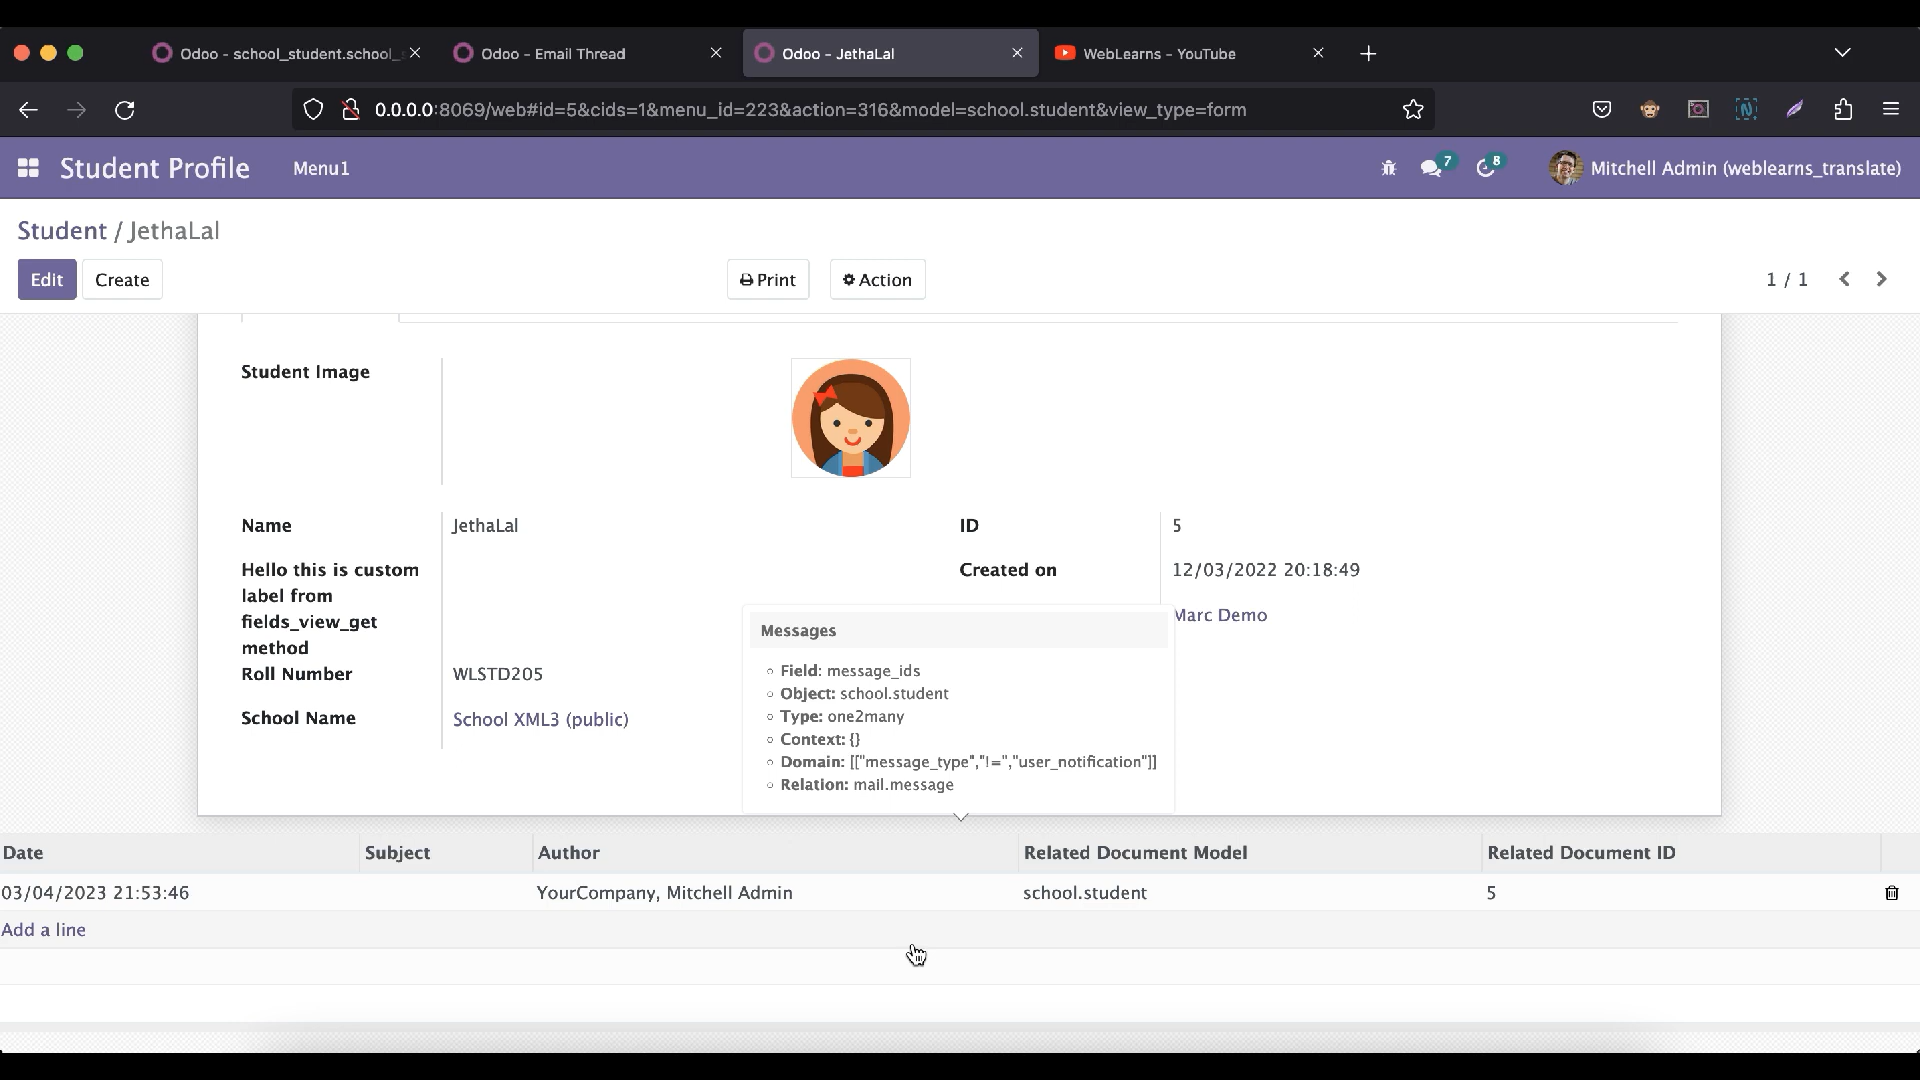 Odoo - school_student.school_s
Odoo - Email Thread
Odoo - JethaLal
WebLearns - YouTube
0.0.0.0:8069/web#id=5&cids=1&menu_id=223&action=316&model=school.student&view_type=form
Student Profile
Menu1
7
8
Mitchell Admin (weblearns_translate)
Student / JethaLal
Edit
Create
Print
Action
1 / 1
Student Image
Name
JethaLal
ID
5
Hello this is custom
label from
fields_view_get
method
Created on
12/03/2022 20:18:49
Marc Demo
Roll Number
WLSTD205
School Name
School XML3 (public)
Messages
Field: message_ids
Object: school.student
Type: one2many
Context: {}
Domain: [["message_type","!=","user_notification"]]
Relation: mail.message
Date
Subject
Author
Related Document Model
Related Document ID
03/04/2023 21:53:46
YourCompany, Mitchell Admin
school.student
5
Add a line